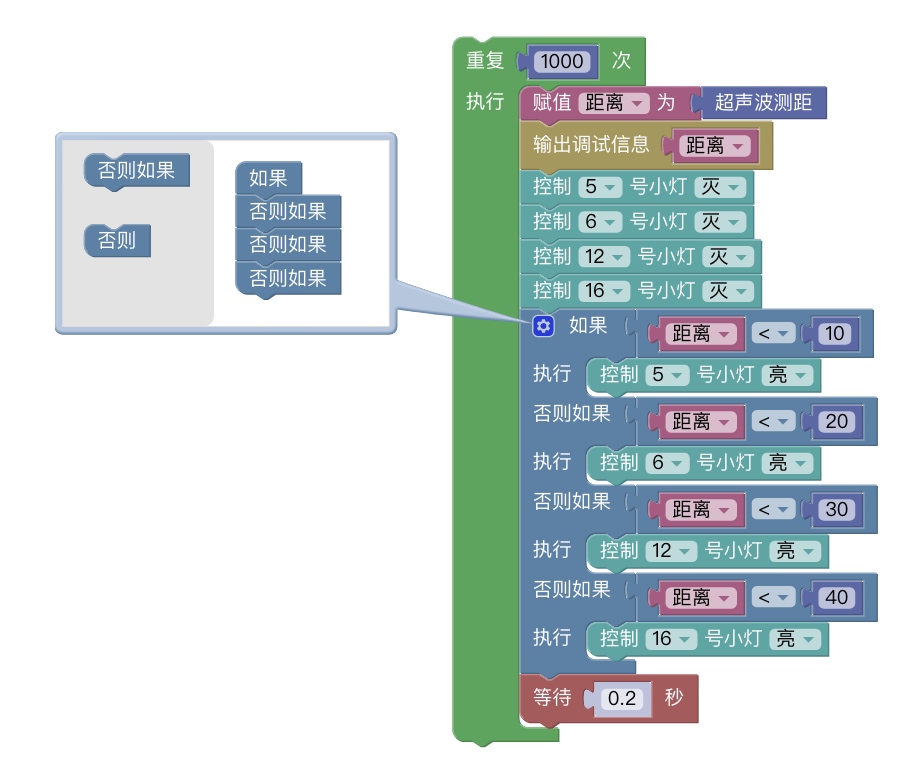 重复 1000 次
执行 赋值 距离 为 超声波测距
输出调试信息 距离
控制 5 号小灯 灭
控制 6 号小灯 灭
控制 12 号小灯 灭
控制 16 号小灯 灭
如果 距离 < 10
执行 控制 5 号小灯 亮
否则如果 距离 < 20
执行 控制 6 号小灯 亮
否则如果 距离 < 30
执行 控制 12 号小灯 亮
否则如果 距离 < 40
执行 控制 16 号小灯 亮
等待 0.2 秒
否则如果
否则
如果
否则如果
否则如果
否则如果